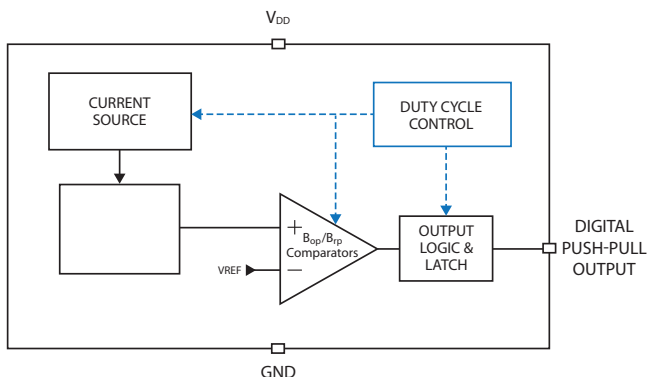 VDD
CURRENT
SOURCE
DUTY CYCLE
CONTROL
+
Bop/Brp
Comparators
VREF
−
OUTPUT
LOGIC &
LATCH
DIGITAL
PUSH-PULL
OUTPUT
GND